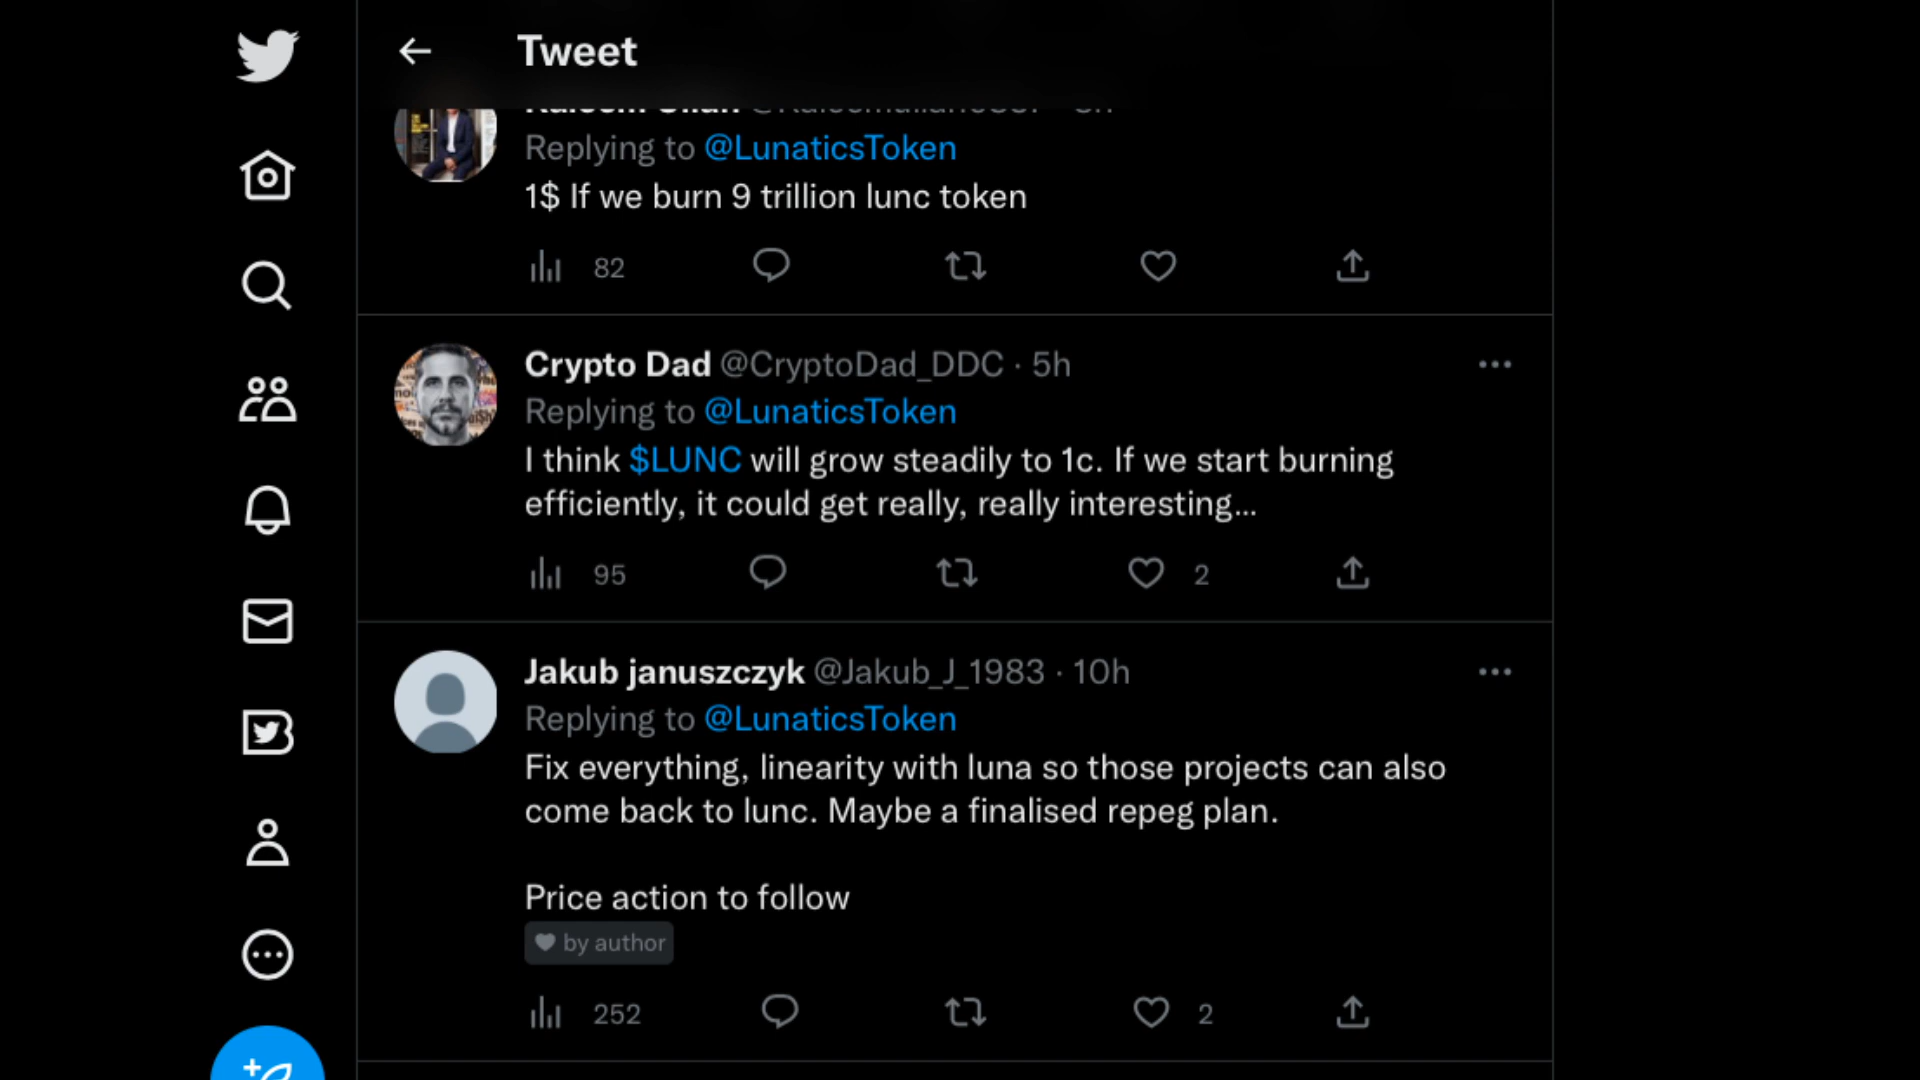 Tweet
Replying to @LunaticsToken
1$ If we burn 9 trillion lunc token
82
Crypto Dad @CryptoDad_DDC · 5h
Replying to @LunaticsToken
I think $LUNC will grow steadily to 1c. If we start burning
efficiently, it could get really, really interesting...
95 2
Jakub januszczyk @Jakub_J_1983 · 10h
Replying to @LunaticsToken
Fix everything, linearity with luna so those projects can also
come back to lunc. Maybe a finalised repeg plan.
Price action to follow
by author
252 2